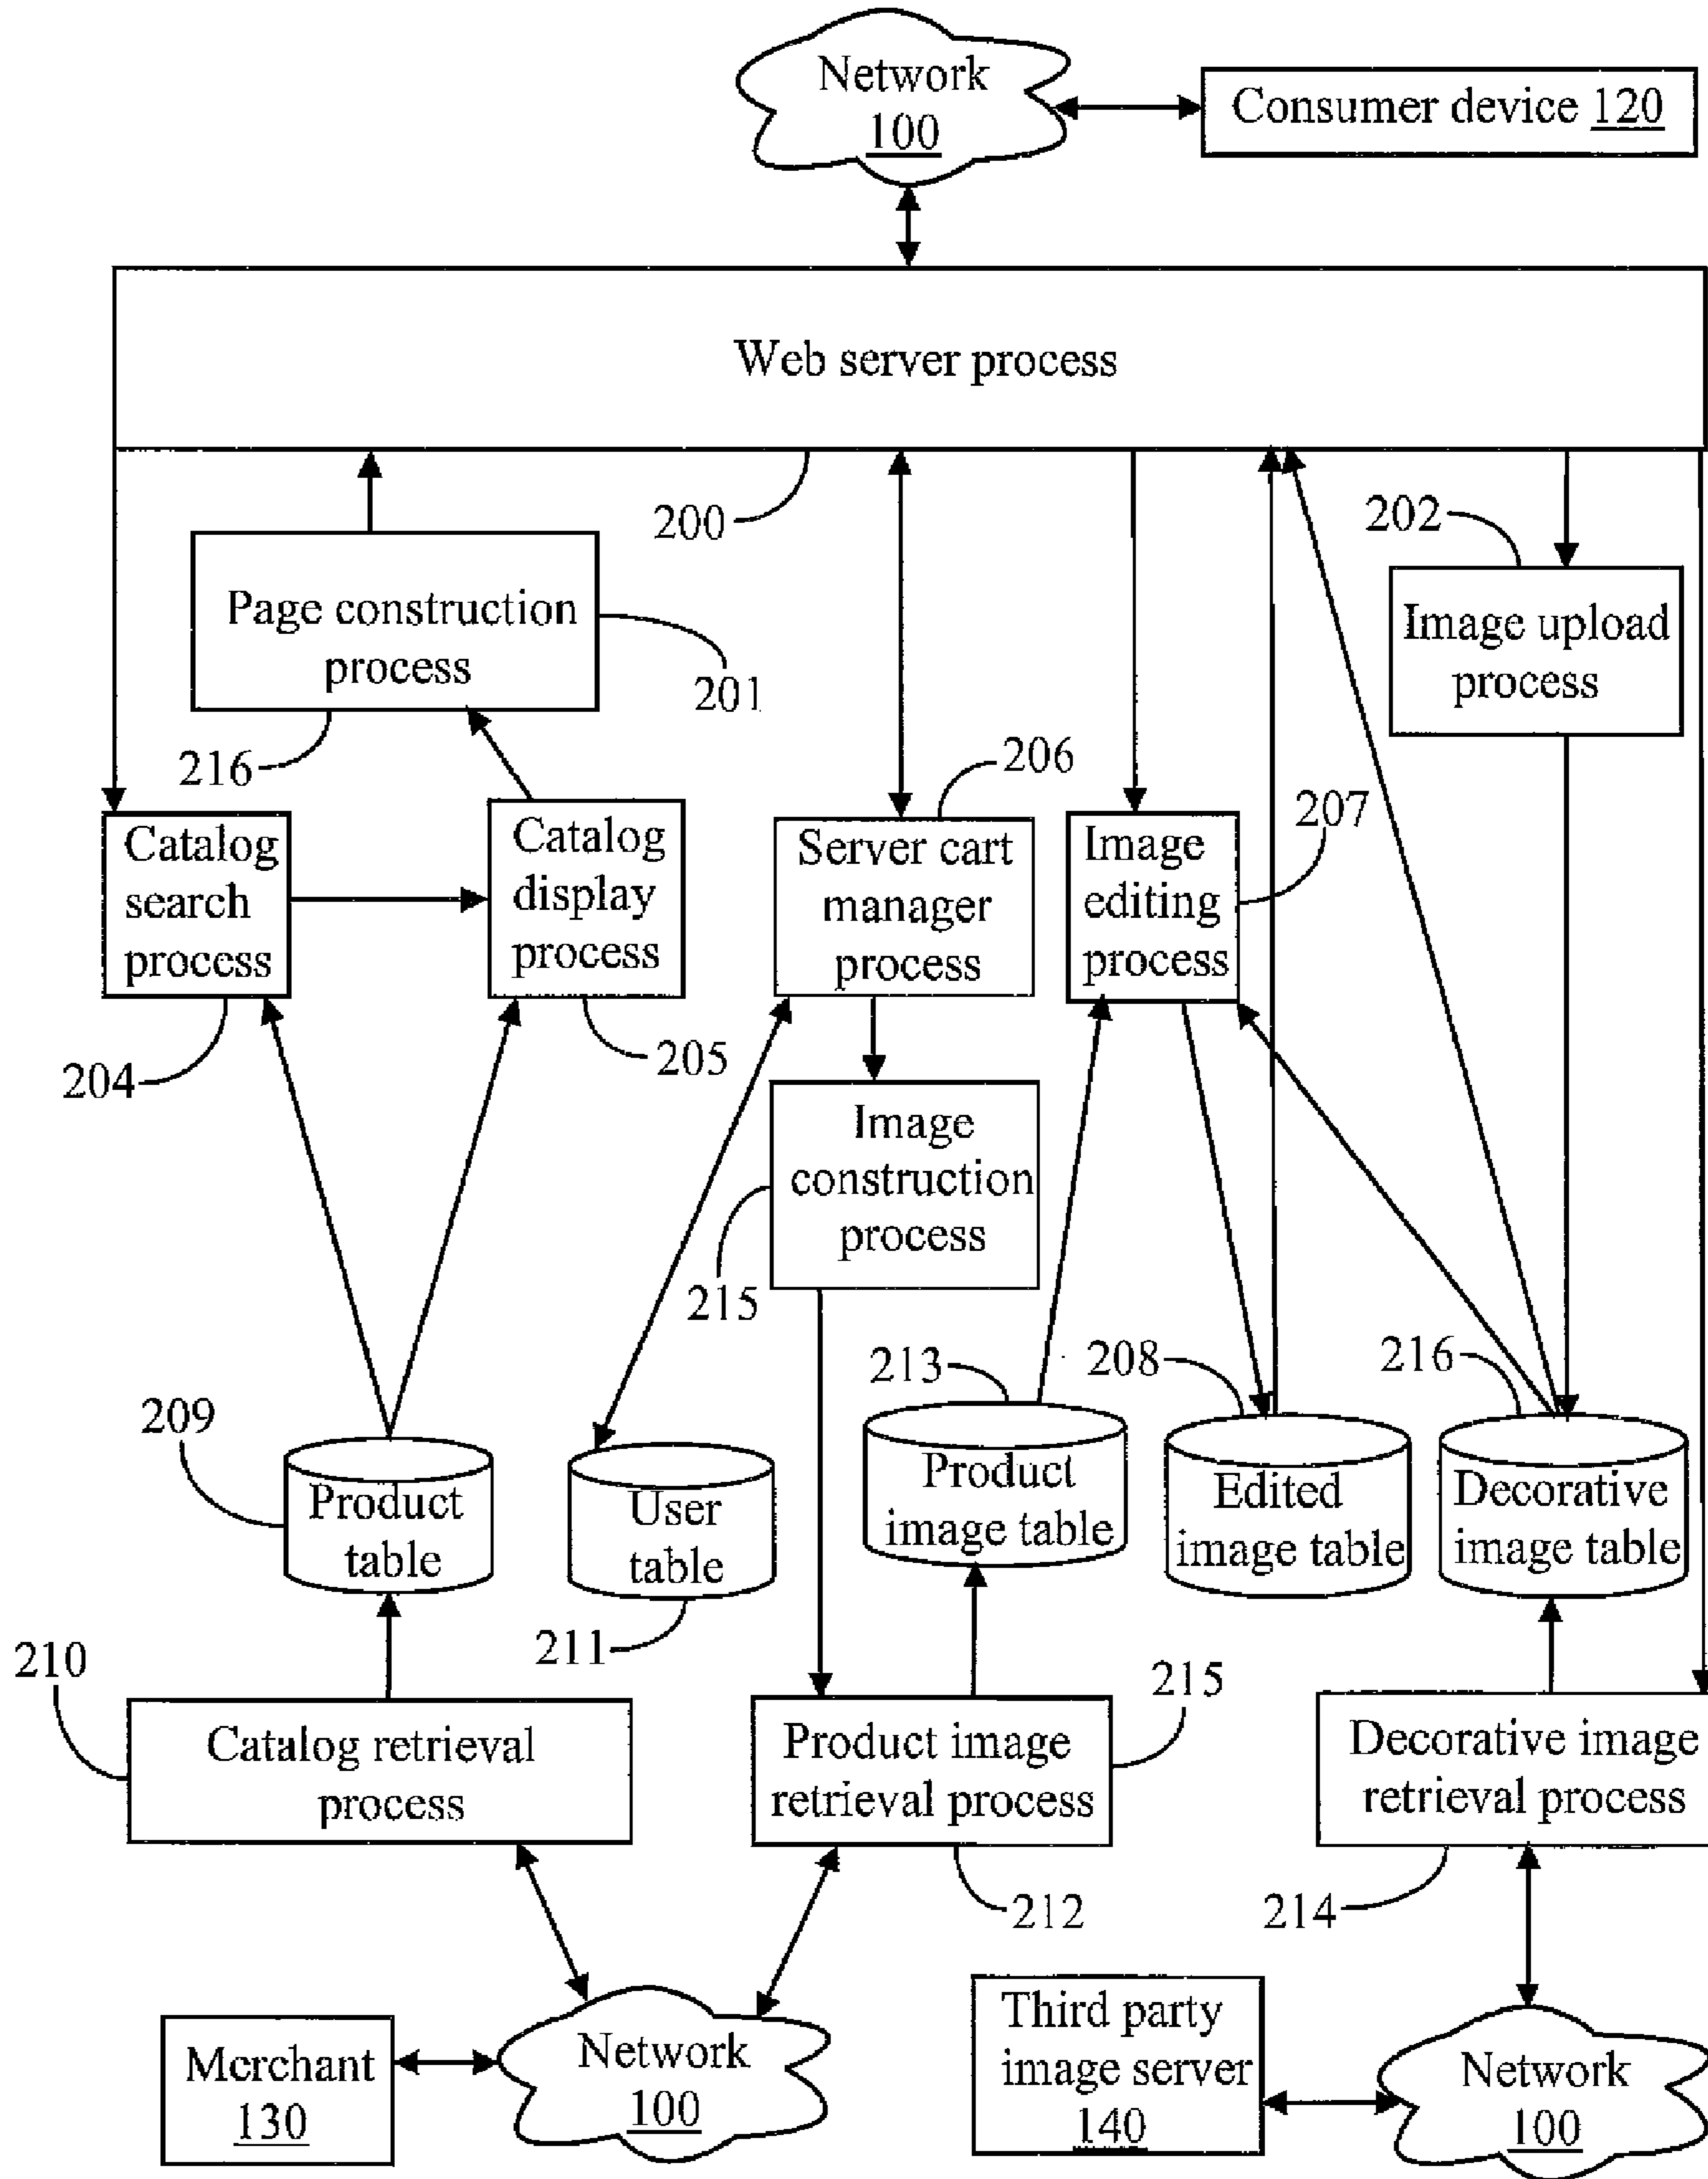 Network
100
Consumer device 120
Web server process
200
202
Page construction
process
201
216
Image upload
process
206
207
Catalog
search
process
Catalog
display
process
Server cart
manager
process
Image
editing
process
204
205
Image
construction
process
215
213
208
216
209
Product
table
User
table
Product
image table
Edited
image table
Decorative
image table
211
210
215
Catalog retrieval
process
Product image
retrieval process
Decorative image
retrieval process
212
214
Merchant
130
Network
100
Third party
image server
140
Network
100